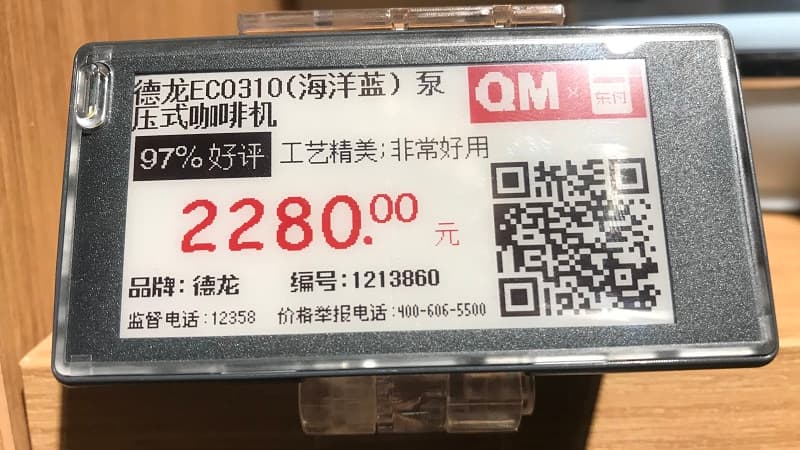 德龙ECO310(海洋蓝) 泵
压式咖啡机
QM × 东付
97%好评 工艺精美;非常好用
2280.00 元
品牌: 德龙 编号:1213860
监督电话:12358 价格举报电话:400-606-5500